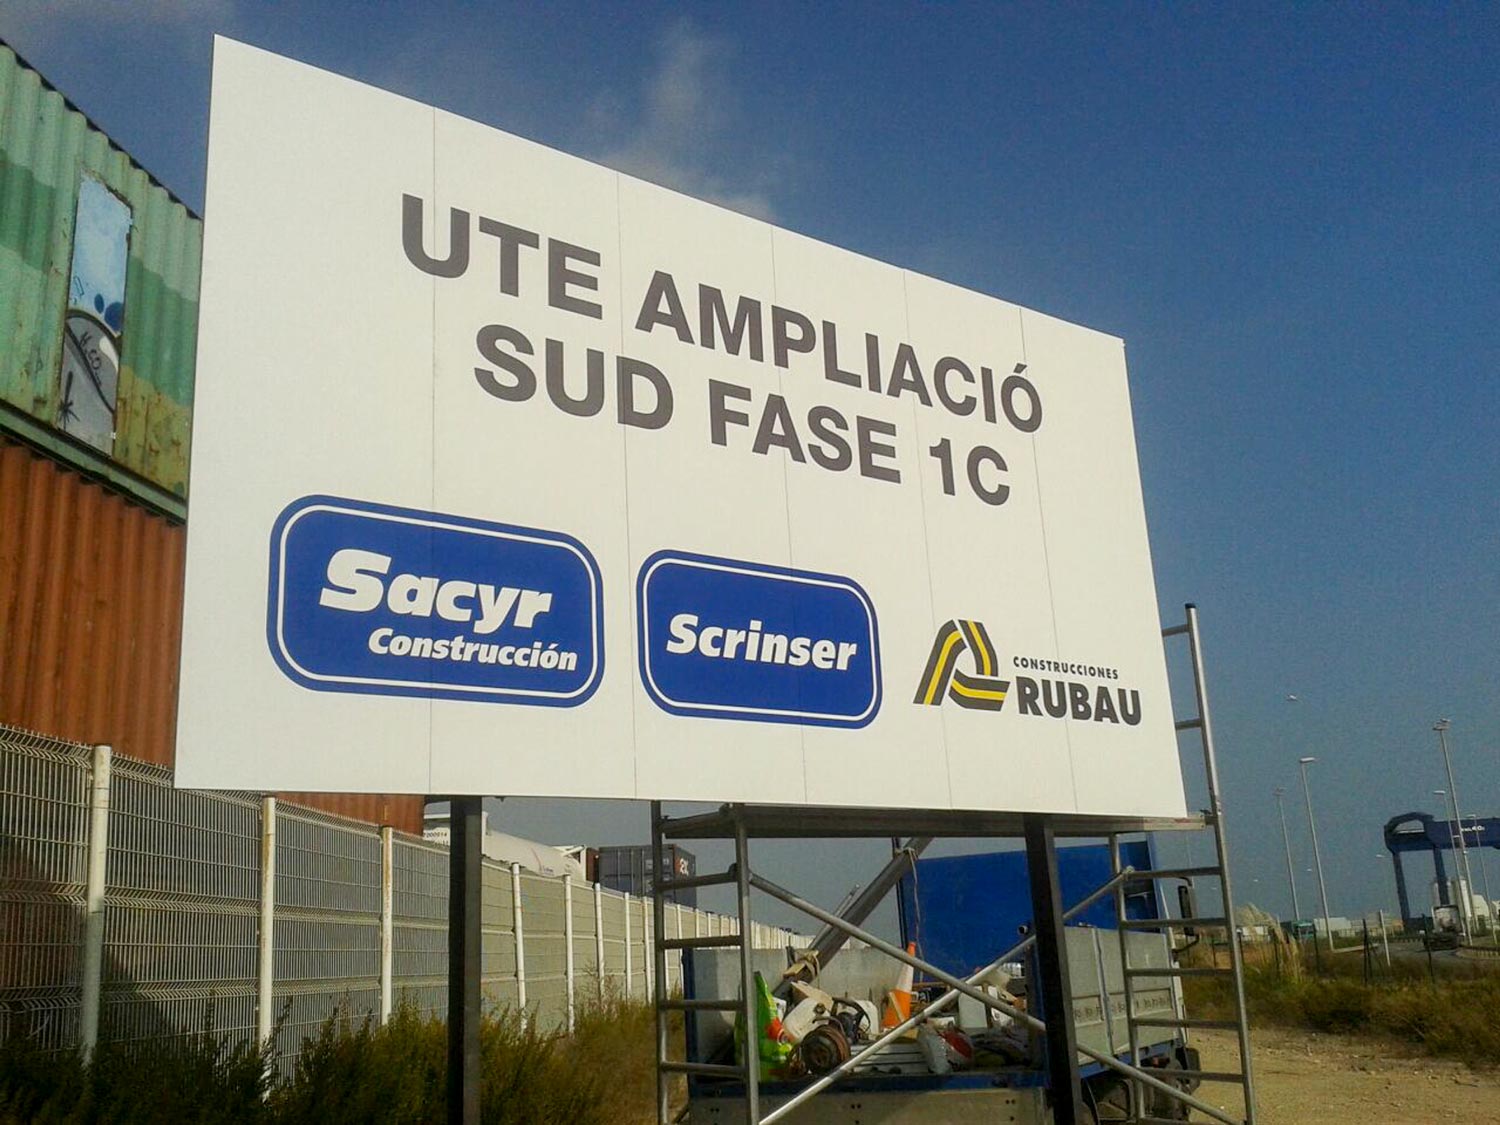 UTE AMPLIACIÓ
SUD FASE 1C
Sacyr
Construcción
Scrinser
CONSTRUCCIONES
RUBAU